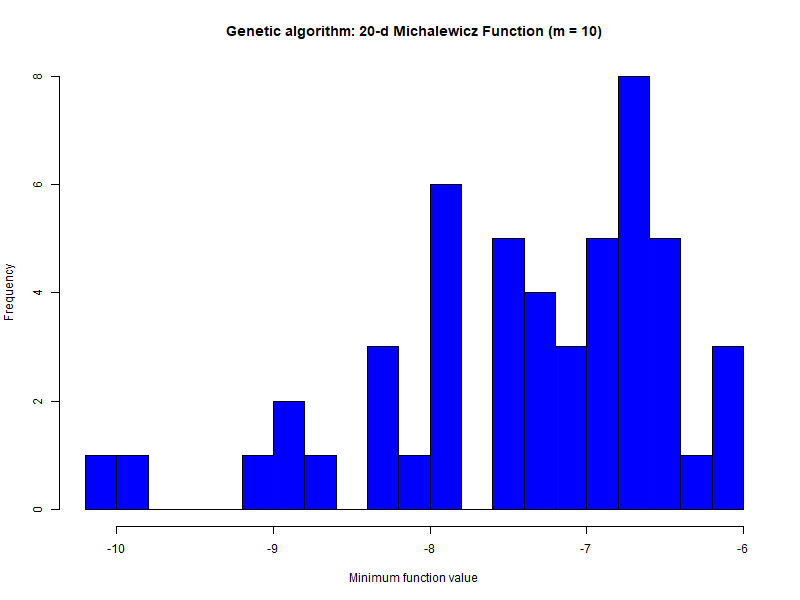 Genetic algorithm: 20-d Michalewicz Function (m = 10)
8
6
4
2
0
Frequency
-10 -9 -8 -7 -6
Minimum function value